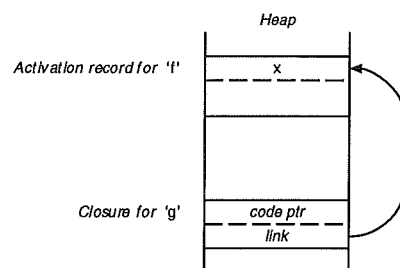 Heap
Activation record for 'f'
x
Closure for 'g'
code ptr
link